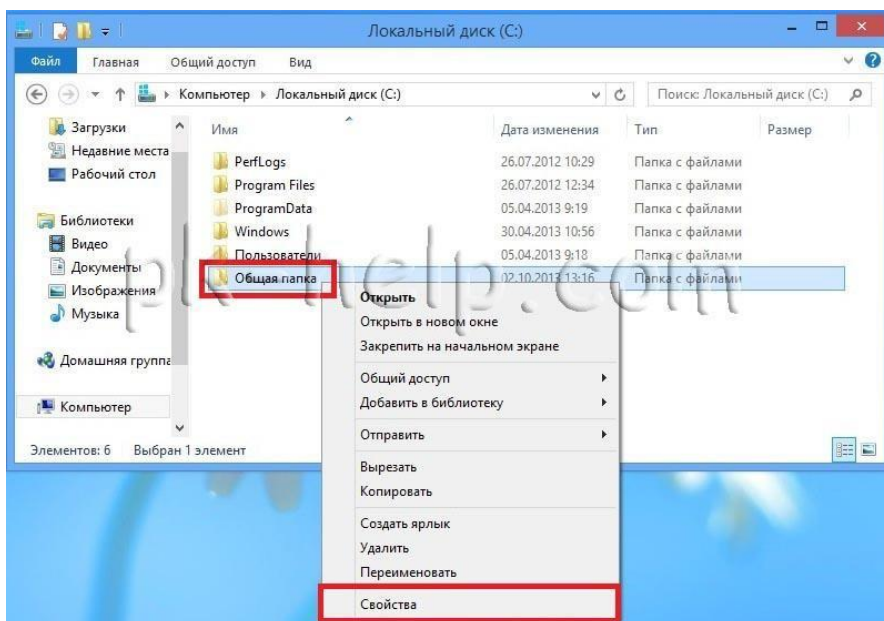 Локальный диск (C:)
Файл Главная Общий доступ Вид
Компьютер Локальный диск (C:) Поиск: Локальный диск (C:)
Загрузки Имя Дата изменения Тип Размер
Недавние места PerfLogs 26.07.2012 10:29 Папка с файлами
Рабочий стол Program Files 26.07.2012 12:34 Папка с файлами
ProgramData 05.04.2013 9:19 Папка с файлами
Библиотеки Windows 30.04.2013 10:56 Папка с файлами
Видео Пользователи 05.04.2013 9:18 Папка с файлами
Документы Общая папка 02.10.2013 13:16 Папка с файлами
Изображения
Музыка
Домашняя группа
Компьютер
Элементов: 6 Выбран 1 элемент
Открыть
Открыть в новом окне
Закрепить на начальном экране
Общий доступ
Добавить в библиотеку
Отправить
Вырезать
Копировать
Создать ярлык
Удалить
Переименовать
Свойства
pk-help.com